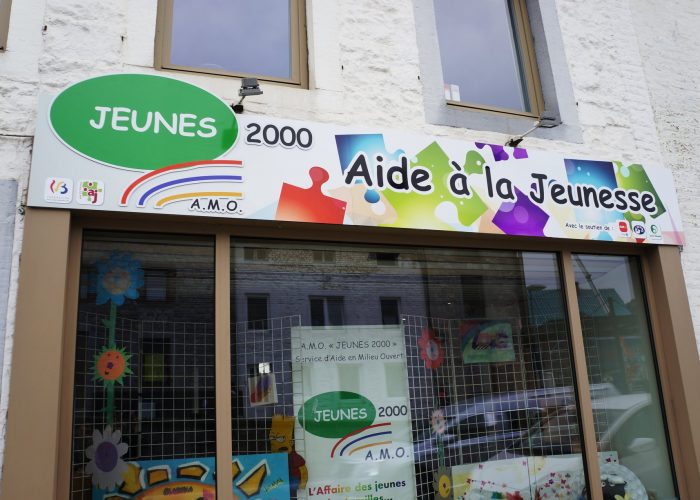 JEUNES 2000
A.M.O.
Aide à la Jeunesse
Avec le soutien de :
A.M.O. « JEUNES 2000 »
Service d'Aide en Milieu Ouvert
JEUNES 2000
A.M.O.
L'Affaire des jeunes